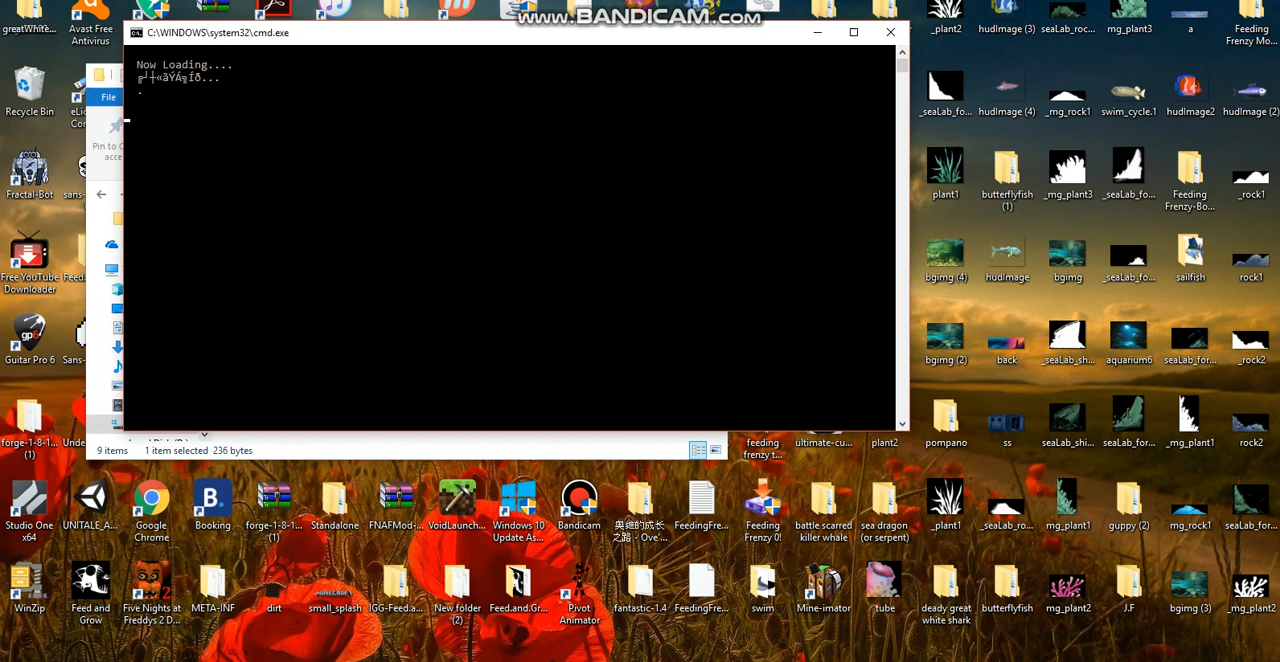 www.BANDICAM.com
greatWhite...
Avast Free
Antivirus
_plant2
hudImage (3)
seaLab_roc...
mg_plant3
a
Feeding
Frenzy Mo...
C:\WINDOWS\system32\cmd.exe
Now Loading....
.
File
Pin to
Recycle Bin
_seaLab_fo...
hudImage (4)
_mg_rock1
swim_cycle.1
hudImage2
hudImage (2)
Fractal-Bot
sans-
plant1
butterflyfish
(1)
_mg_plant3
_seaLab_fo...
Feeding
Frenzy-Bo...
_rock1
Free YouTube
Downloader
Feed.
bgimg (4)
hudImage
bgimg
_seaLab_fo...
sailfish
rock1
Guitar Pro 6
Sans-
bgimg (2)
back
_seaLab_sh...
aquarium6
seaLab_for...
_rock2
forge-1-8-1...
(1)
Unde
9 items
1 item selected 236 bytes
feeding
frenzy t...
ultimate-cu...
plant2
pompano
ss
seaLab_shi...
seaLab_for...
_mg_plant1
rock2
Studio One
x64
UNITALE_A...
Google
Chrome
Booking
forge-1-8-1...
(1)
Standalone
FNAFMod-...
VoidLaunch...
Windows 10
Update As...
Bandicam
奥维的成长
之路 - Ove'...
FeedingFre...
Feeding
Frenzy 0!
battle scarred
killer whale
sea dragon
(or serpent)
_plant1
_seaLab_ro...
mg_plant1
guppy (2)
mg_rock1
seaLab_for...
WinZip
Feed and
Grow
Five Nights at
Freddys 2 D...
META-INF
dirt
small_splash
IGG-Feed.a...
New folder
(2)
Feed.and.Gr...
Pivot
Animator
fantastic-1.4
FeedingFre...
swim
Mine-imator
tube
deady great
white shark
butterflyfish
mg_plant2
J.F
bgimg (3)
_mg_plant2